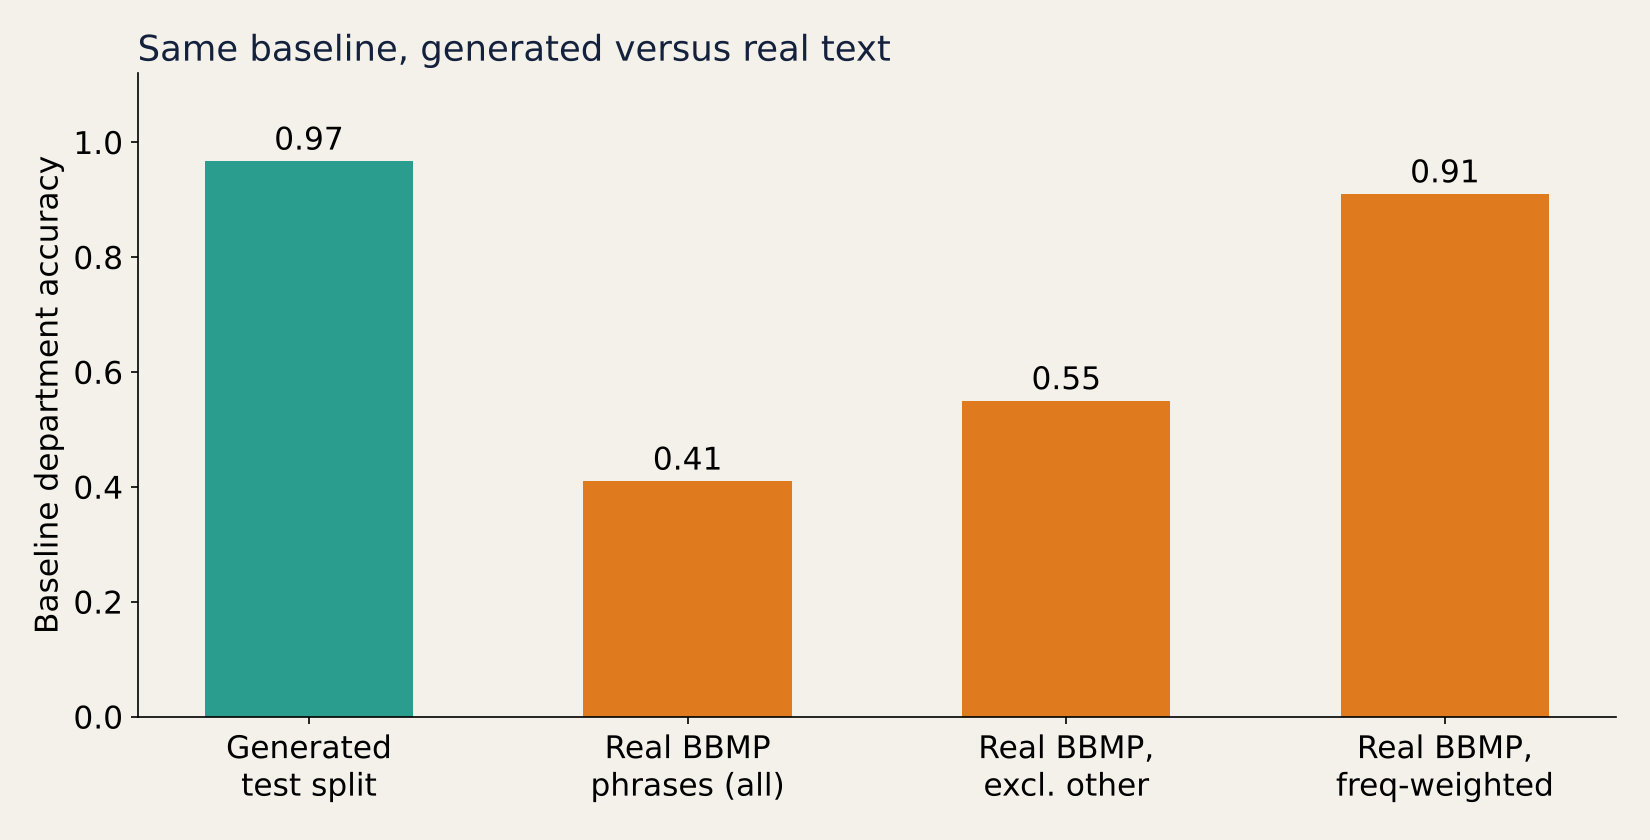 Same baseline, generated versus real text
Baseline department accuracy
1.0
0.8
0.6
0.4
0.2
0.0
0.97
0.41
0.55
0.91
Generated
test split
Real BBMP
phrases (all)
Real BBMP,
excl. other
Real BBMP,
freq-weighted